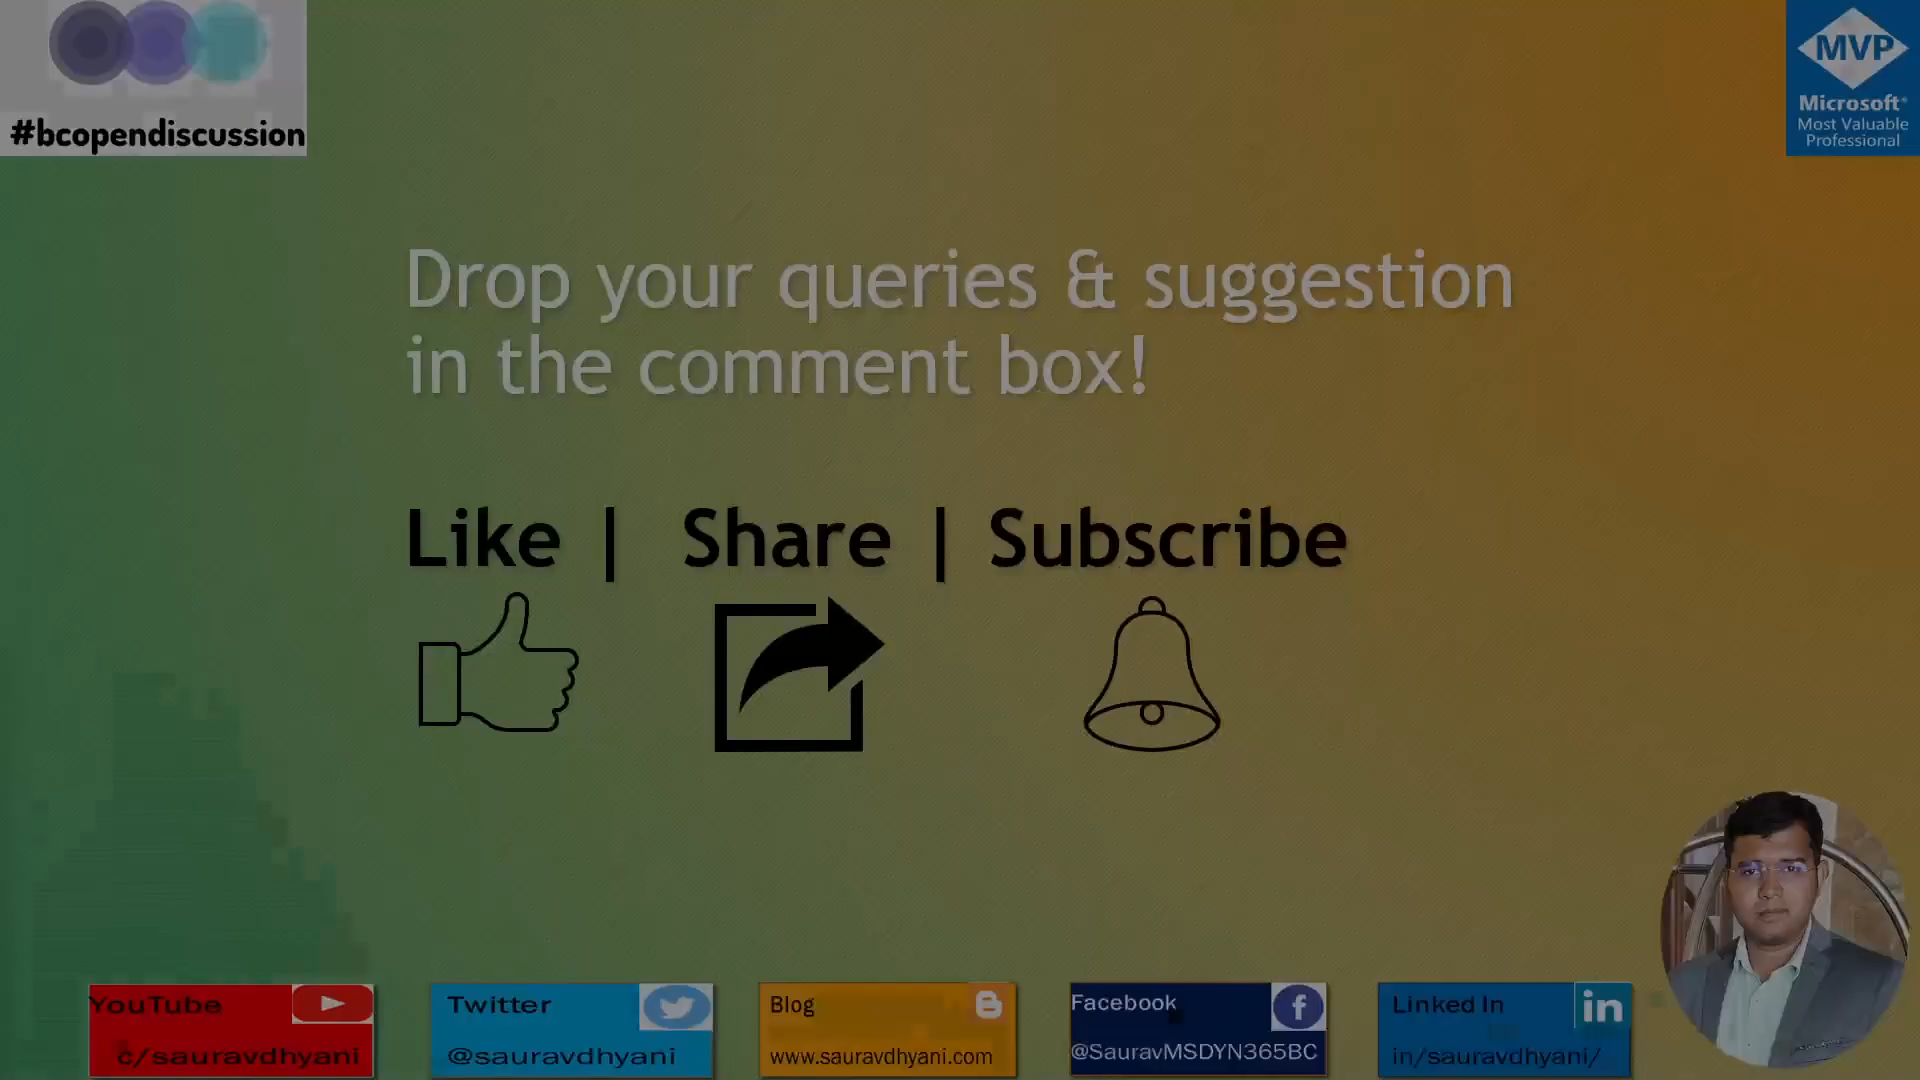 #bcopendiscussion
MVP
Microsoft®
Most Valuable
Professional
Drop your queries & suggestion
in the comment box!
Like | Share | Subscribe
YouTube
c/sauravdhyani
Twitter
@sauravdhyani
Blog
www.sauravdhyani.com
Facebook
@SauravMSDYN365BC
Linked In
in
in/sauravdhyani/